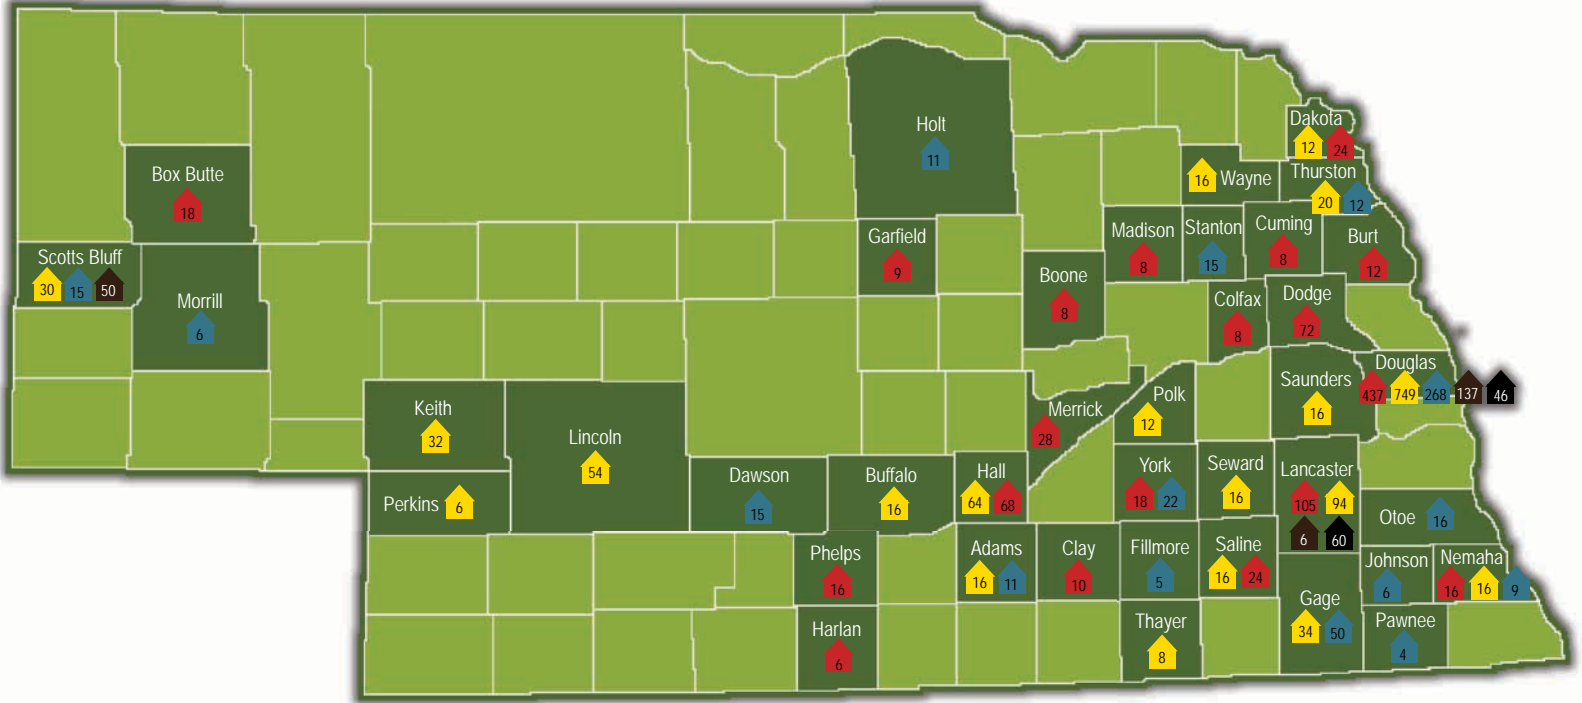 Dakota
12 24
Holt
11
Box Butte
18
16 Wayne
Thurston
20 12
Madison
8
Stanton
15
Cuming
8
Burt
12
Garfield
9
Scotts Bluff
30 15 50
Boone
8
Morrill
6
Colfax
8
Dodge
72
Douglas
437 749 268 137 46
Saunders
16
Polk
12
Merrick
28
Keith
32
Lincoln
54
Perkins 6
Dawson
15
Buffalo
16
Hall
64 68
York
18 22
Seward
16
Lancaster
105 94
6 60
Otoe 16
Phelps
16
Adams
16 11
Clay
10
Fillmore
5
Saline
16 24
Johnson
6
Nemaha
16 16 9
Harlan
6
Thayer
8
Gage
34 50
Pawnee
4